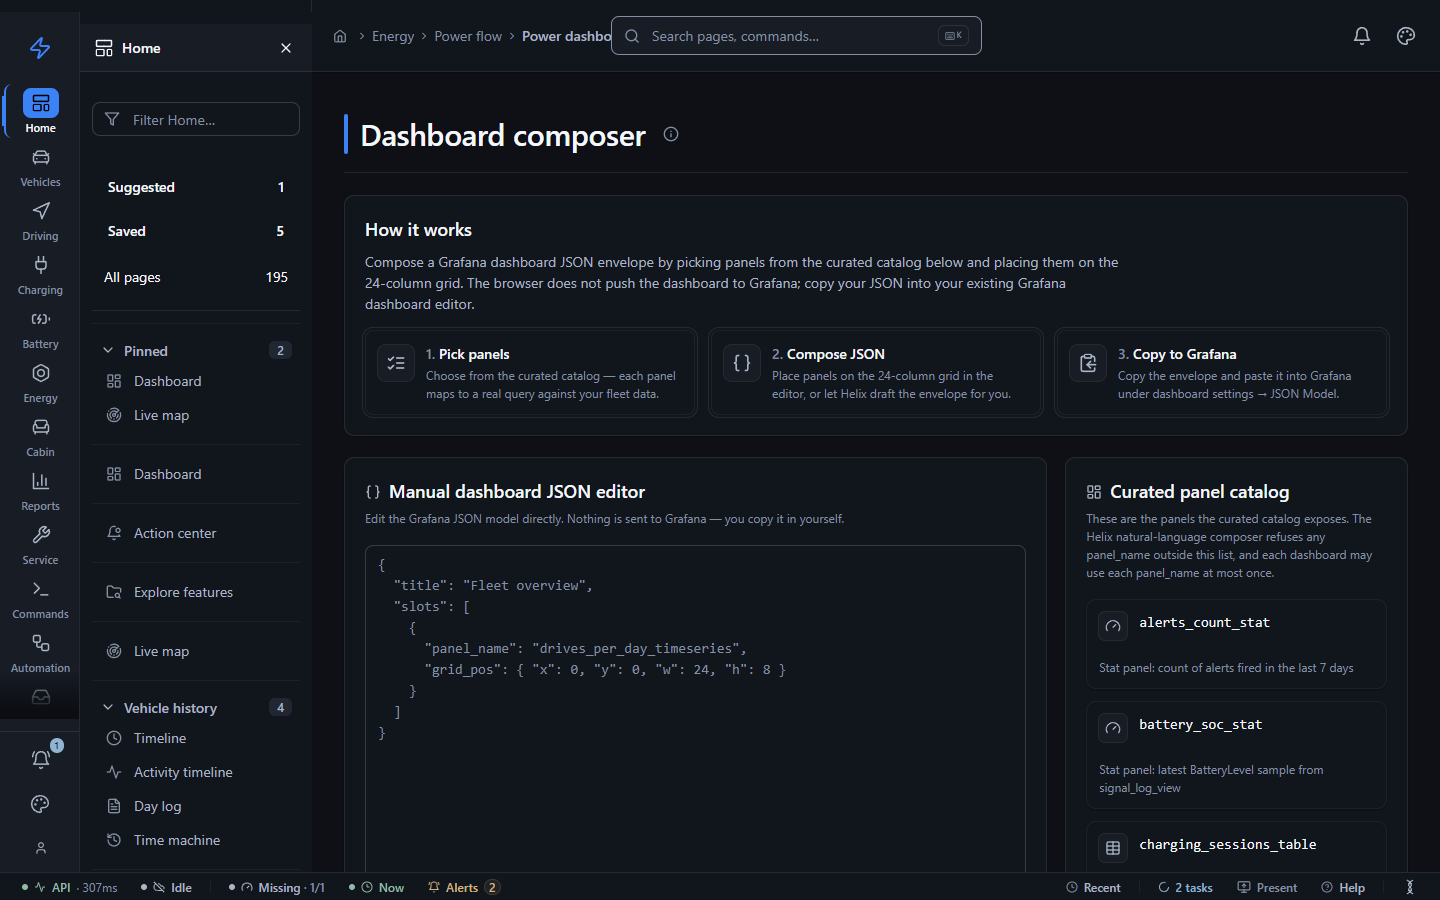 Home
Vehicles
Driving
Charging
Battery
Energy
Cabin
Reports
Service
Commands
Automation
1
Home
Filter Home...
Suggested 1
Saved 5
All pages 195
Pinned 2
Dashboard
Live map
Dashboard
Action center
Explore features
Live map
Vehicle history 4
Timeline
Activity timeline
Day log
Time machine
Energy > Power flow > Power dashbo
Search pages, commands...
K
Dashboard composer
How it works
Compose a Grafana dashboard JSON envelope by picking panels from the curated catalog below and placing them on the
24-column grid. The browser does not push the dashboard to Grafana; copy your JSON into your existing Grafana
dashboard editor.
1. Pick panels
Choose from the curated catalog — each panel
maps to a real query against your fleet data.
2. Compose JSON
Place panels on the 24-column grid in the
editor, or let Helix draft the envelope for you.
3. Copy to Grafana
Copy the envelope and paste it into Grafana
under dashboard settings → JSON Model.
Manual dashboard JSON editor
Edit the Grafana JSON model directly. Nothing is sent to Grafana — you copy it in yourself.
{
"title": "Fleet overview",
"slots": [
{
"panel_name": "drives_per_day_timeseries",
"grid_pos": { "x": 0, "y": 0, "w": 24, "h": 8 }
}
]
}
Curated panel catalog
These are the panels the curated catalog exposes. The
Helix natural-language composer refuses any
panel_name outside this list, and each dashboard may
use each panel_name at most once.
alerts_count_stat
Stat panel: count of alerts fired in the last 7 days
battery_soc_stat
Stat panel: latest BatteryLevel sample from
signal_log_view
charging_sessions_table
API · 307ms
Idle
Missing · 1/1
Now
Alerts 2
Recent
2 tasks
Present
Help